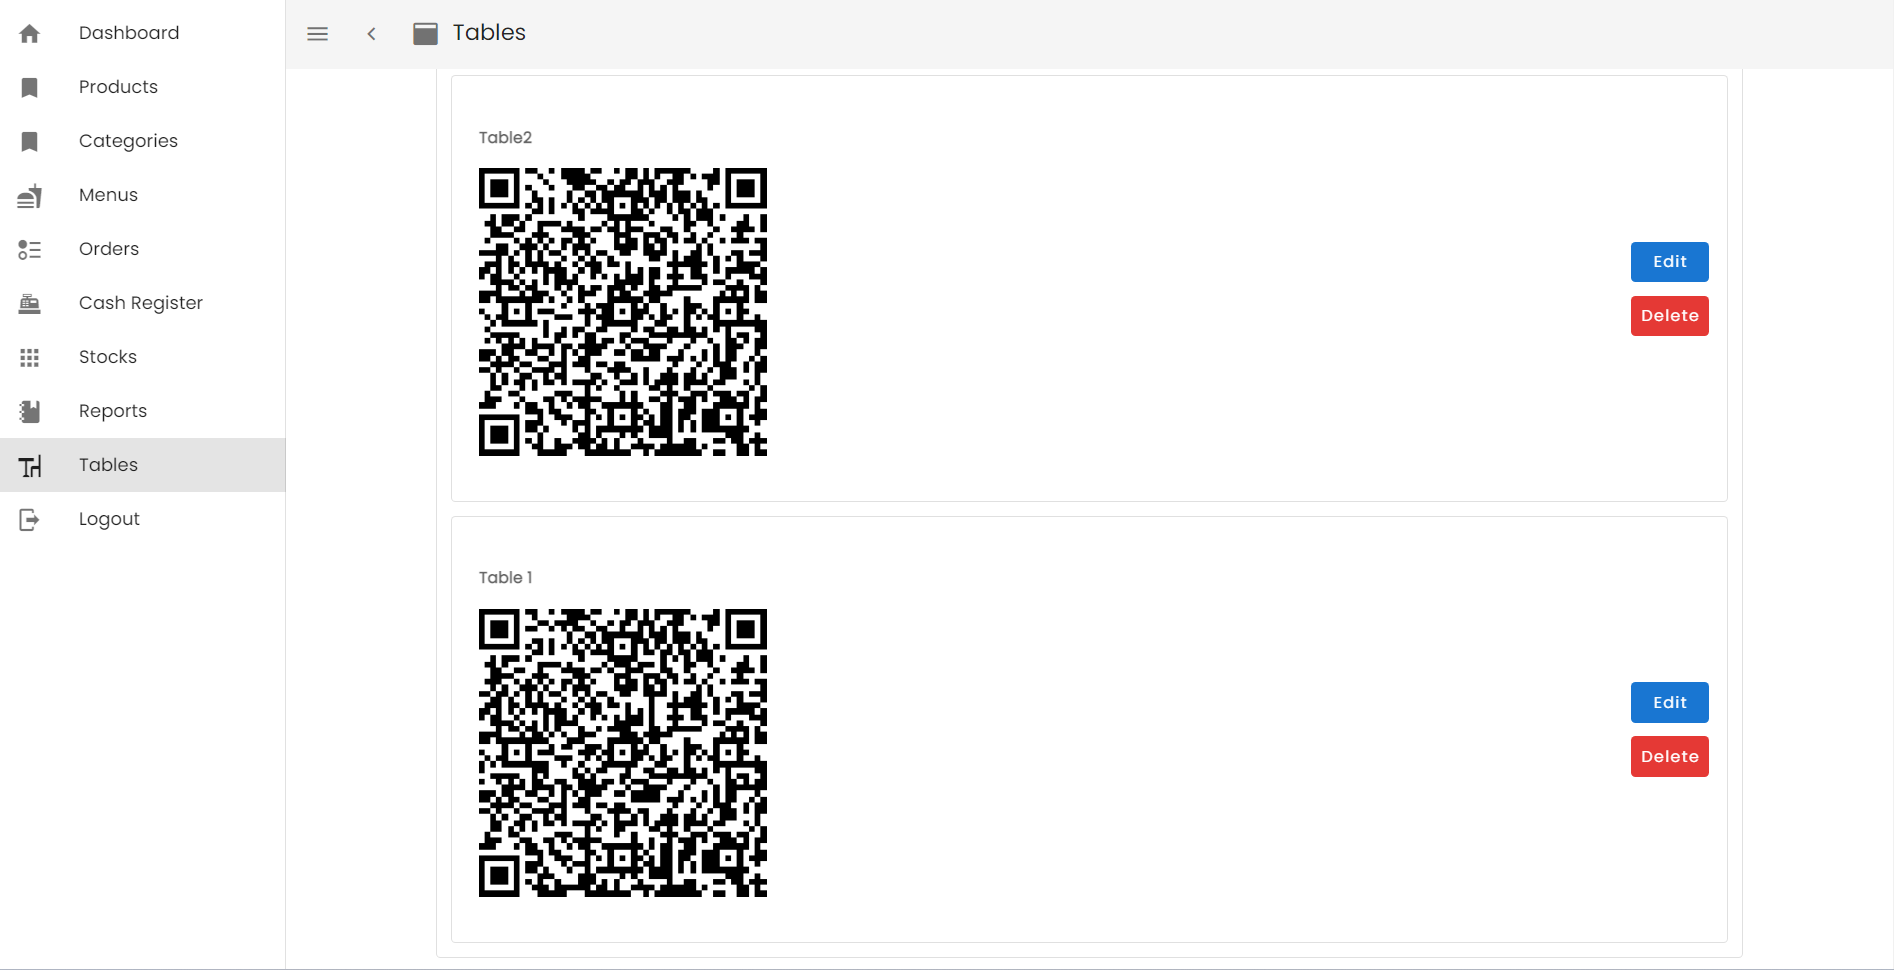 Dashboard
Products
Categories
Menus
Orders
Cash Register
Stocks
Reports
Tables
Logout
Tables
Table2
Edit
Delete
Table 1
Edit
Delete